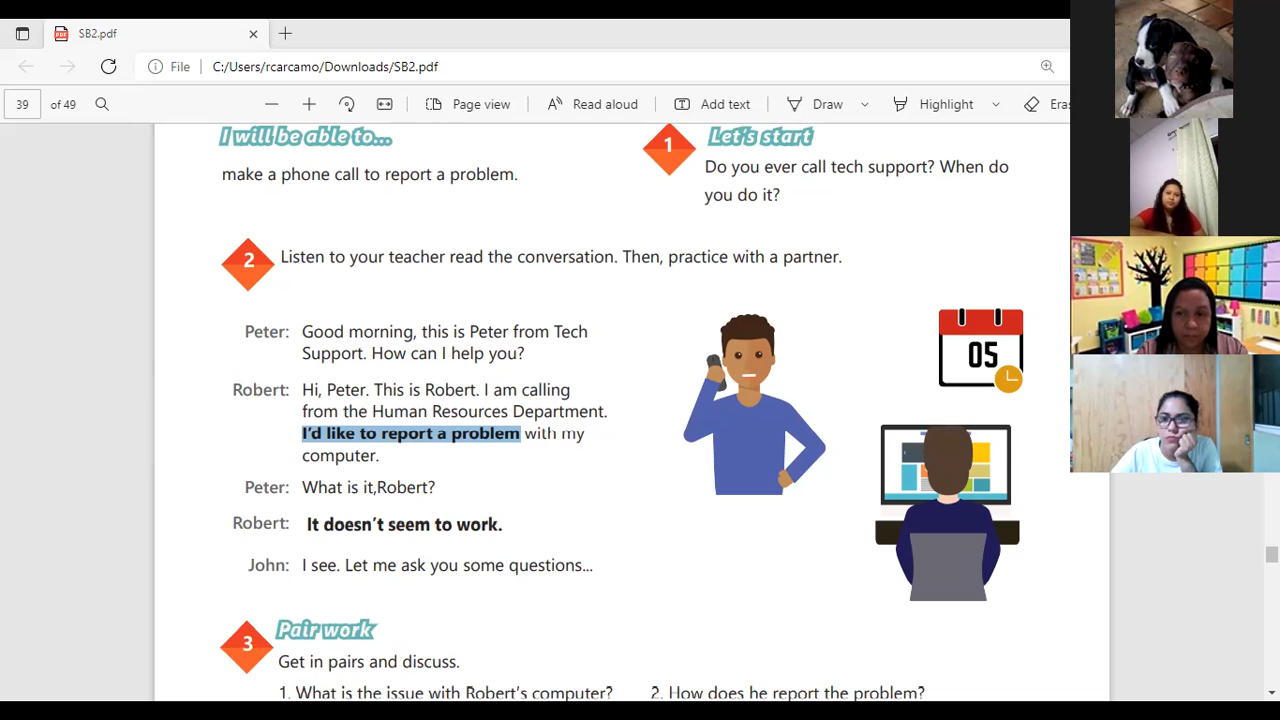 SB2.pdf
File C:/Users/rcarcamo/Downloads/SB2.pdf
39 of 49 Page view Read aloud Add text Draw Highlight Eras
I will be able to...
make a phone call to report a problem.
1 Let's start
Do you ever call tech support? When do
you do it?
2 Listen to your teacher read the conversation. Then, practice with a partner.
Peter: Good morning, this is Peter from Tech
Support. How can I help you?
Robert: Hi, Peter. This is Robert. I am calling
from the Human Resources Department.
I'd like to report a problem with my
computer.
Peter: What is it,Robert?
Robert: It doesn't seem to work.
John: I see. Let me ask you some questions...
05
3 Pair work
Get in pairs and discuss.
1. What is the issue with Robert's computer? 2. How does he report the problem?